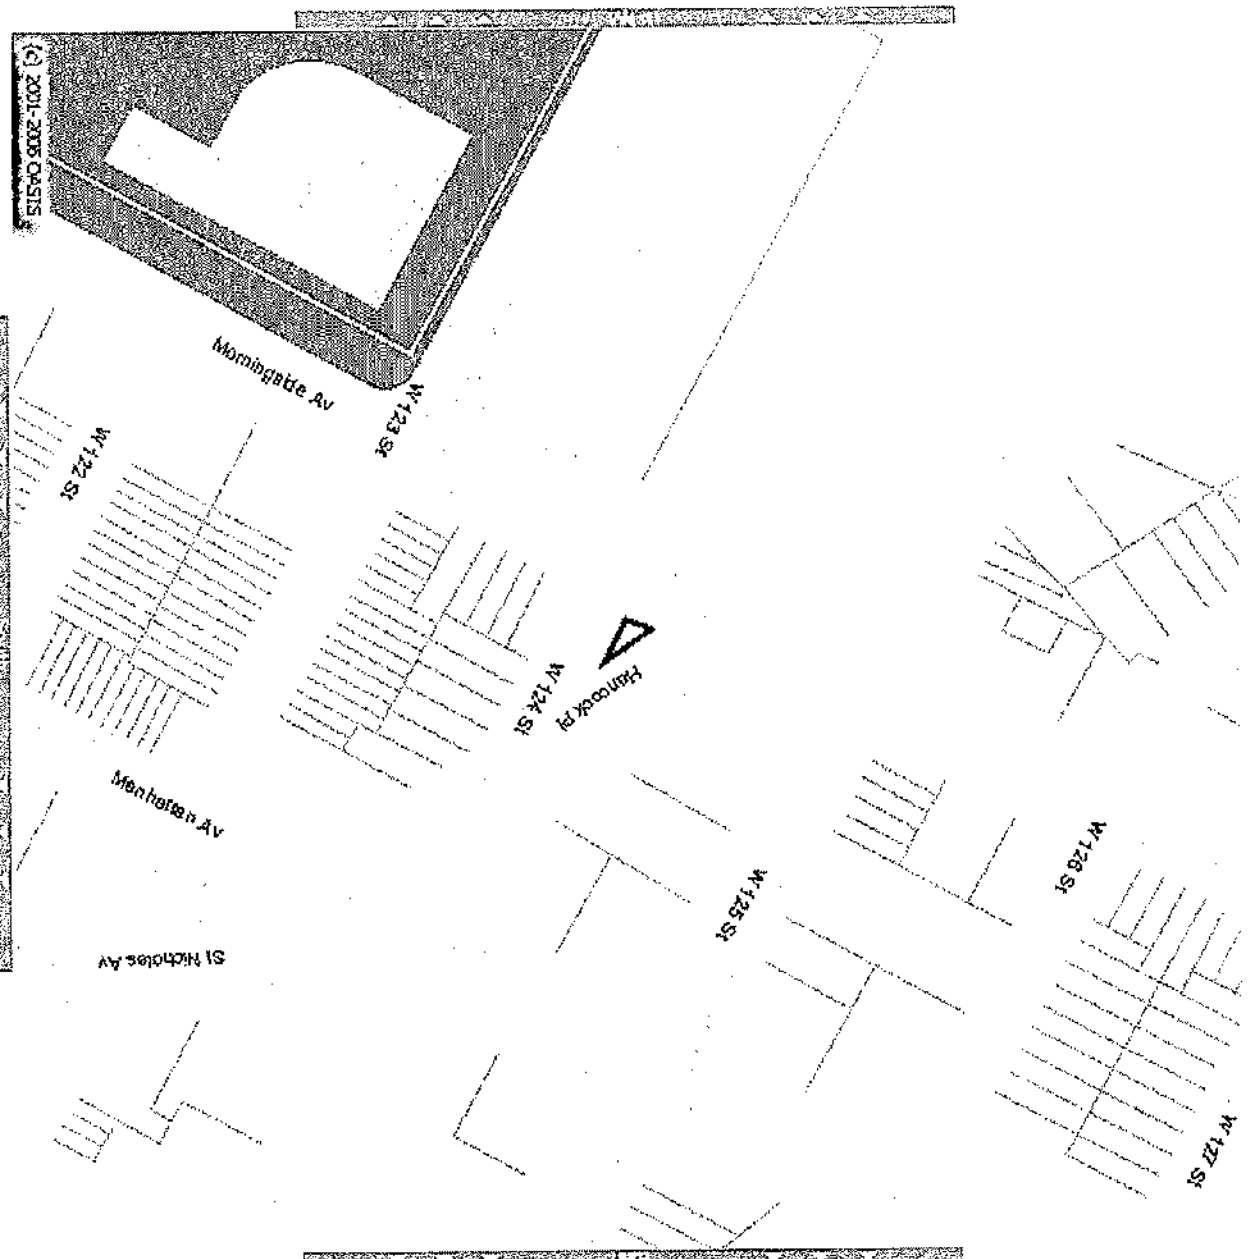 (c) 2001-2005 OASIS
Morningside Av
W 123 St
W 122 St
W 124 St
Hancock Pl
Manhattan Av
W 125 St
W 126 St
St Nicholas Av
W 127 St